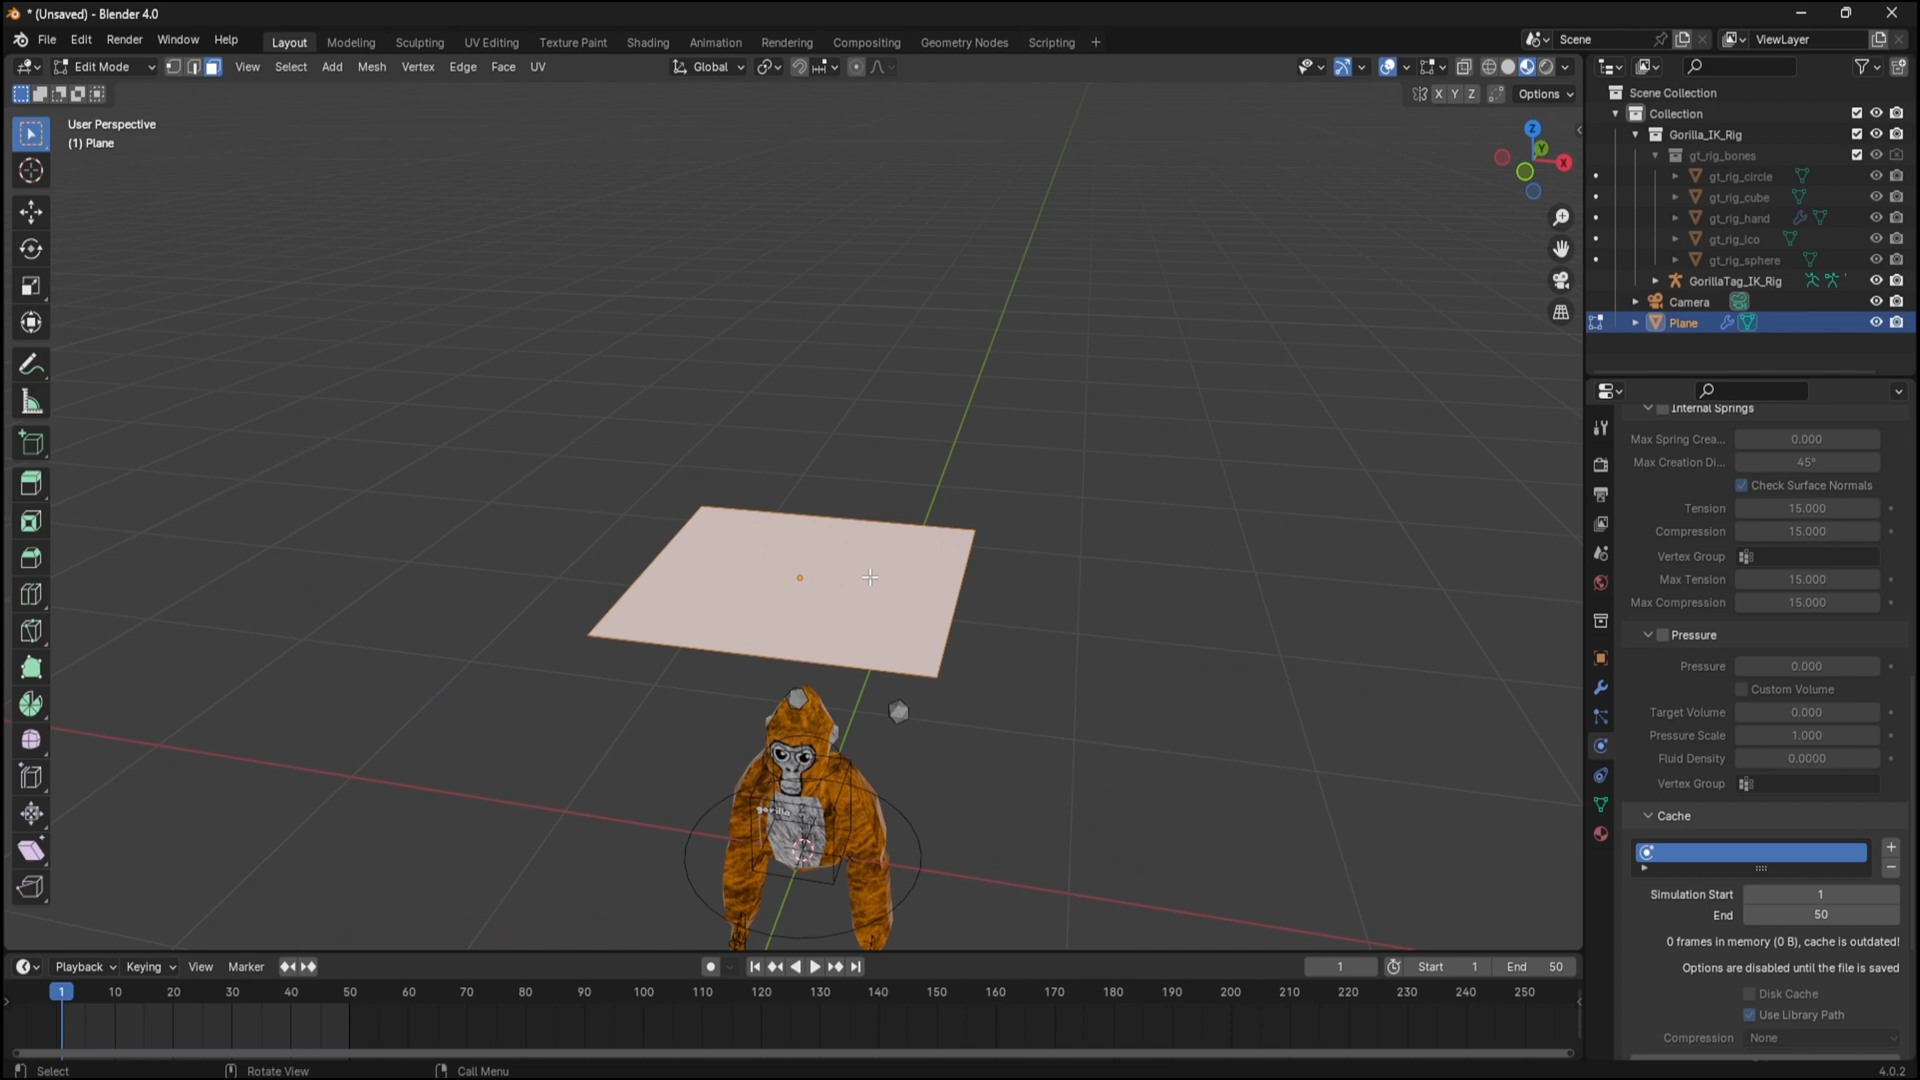 * (Unsaved) - Blender 4.0
File Edit Render Window Help
Layout Modeling Sculpting UV Editing Texture Paint Shading Animation Rendering Compositing Geometry Nodes Scripting +
Scene
ViewLayer
Edit Mode
View Select Add Mesh Vertex Edge Face UV
Global
X Y Z
Options
User Perspective
(1) Plane
Z
Y
X
gorilla
Scene Collection
Collection
Gorilla_IK_Rig
gt_rig_bones
gt_rig_circle
gt_rig_cube
gt_rig_hand
gt_rig_ico
gt_rig_sphere
GorillaTag_IK_Rig
Camera
Plane
Internal Springs
Max Spring Crea... 0.000
Max Creation Di... 45°
Check Surface Normals
Tension 15.000
Compression 15.000
Vertex Group
Max Tension 15.000
Max Compression 15.000
Pressure
Pressure 0.000
Custom Volume
Target Volume 0.000
Pressure Scale 1.000
Fluid Density 0.0000
Vertex Group
Cache
Simulation Start 1
End 50
0 frames in memory (0 B), cache is outdated!
Options are disabled until the file is saved
Disk Cache
Use Library Path
Compression None
Playback Keying View Marker
1
Start 1
End 50
1 10 20 30 40 50 60 70 80 90 100 110 120 130 140 150 160 170 180 190 200 210 220 230 240 250
Select
Rotate View
Call Menu
4.0.2